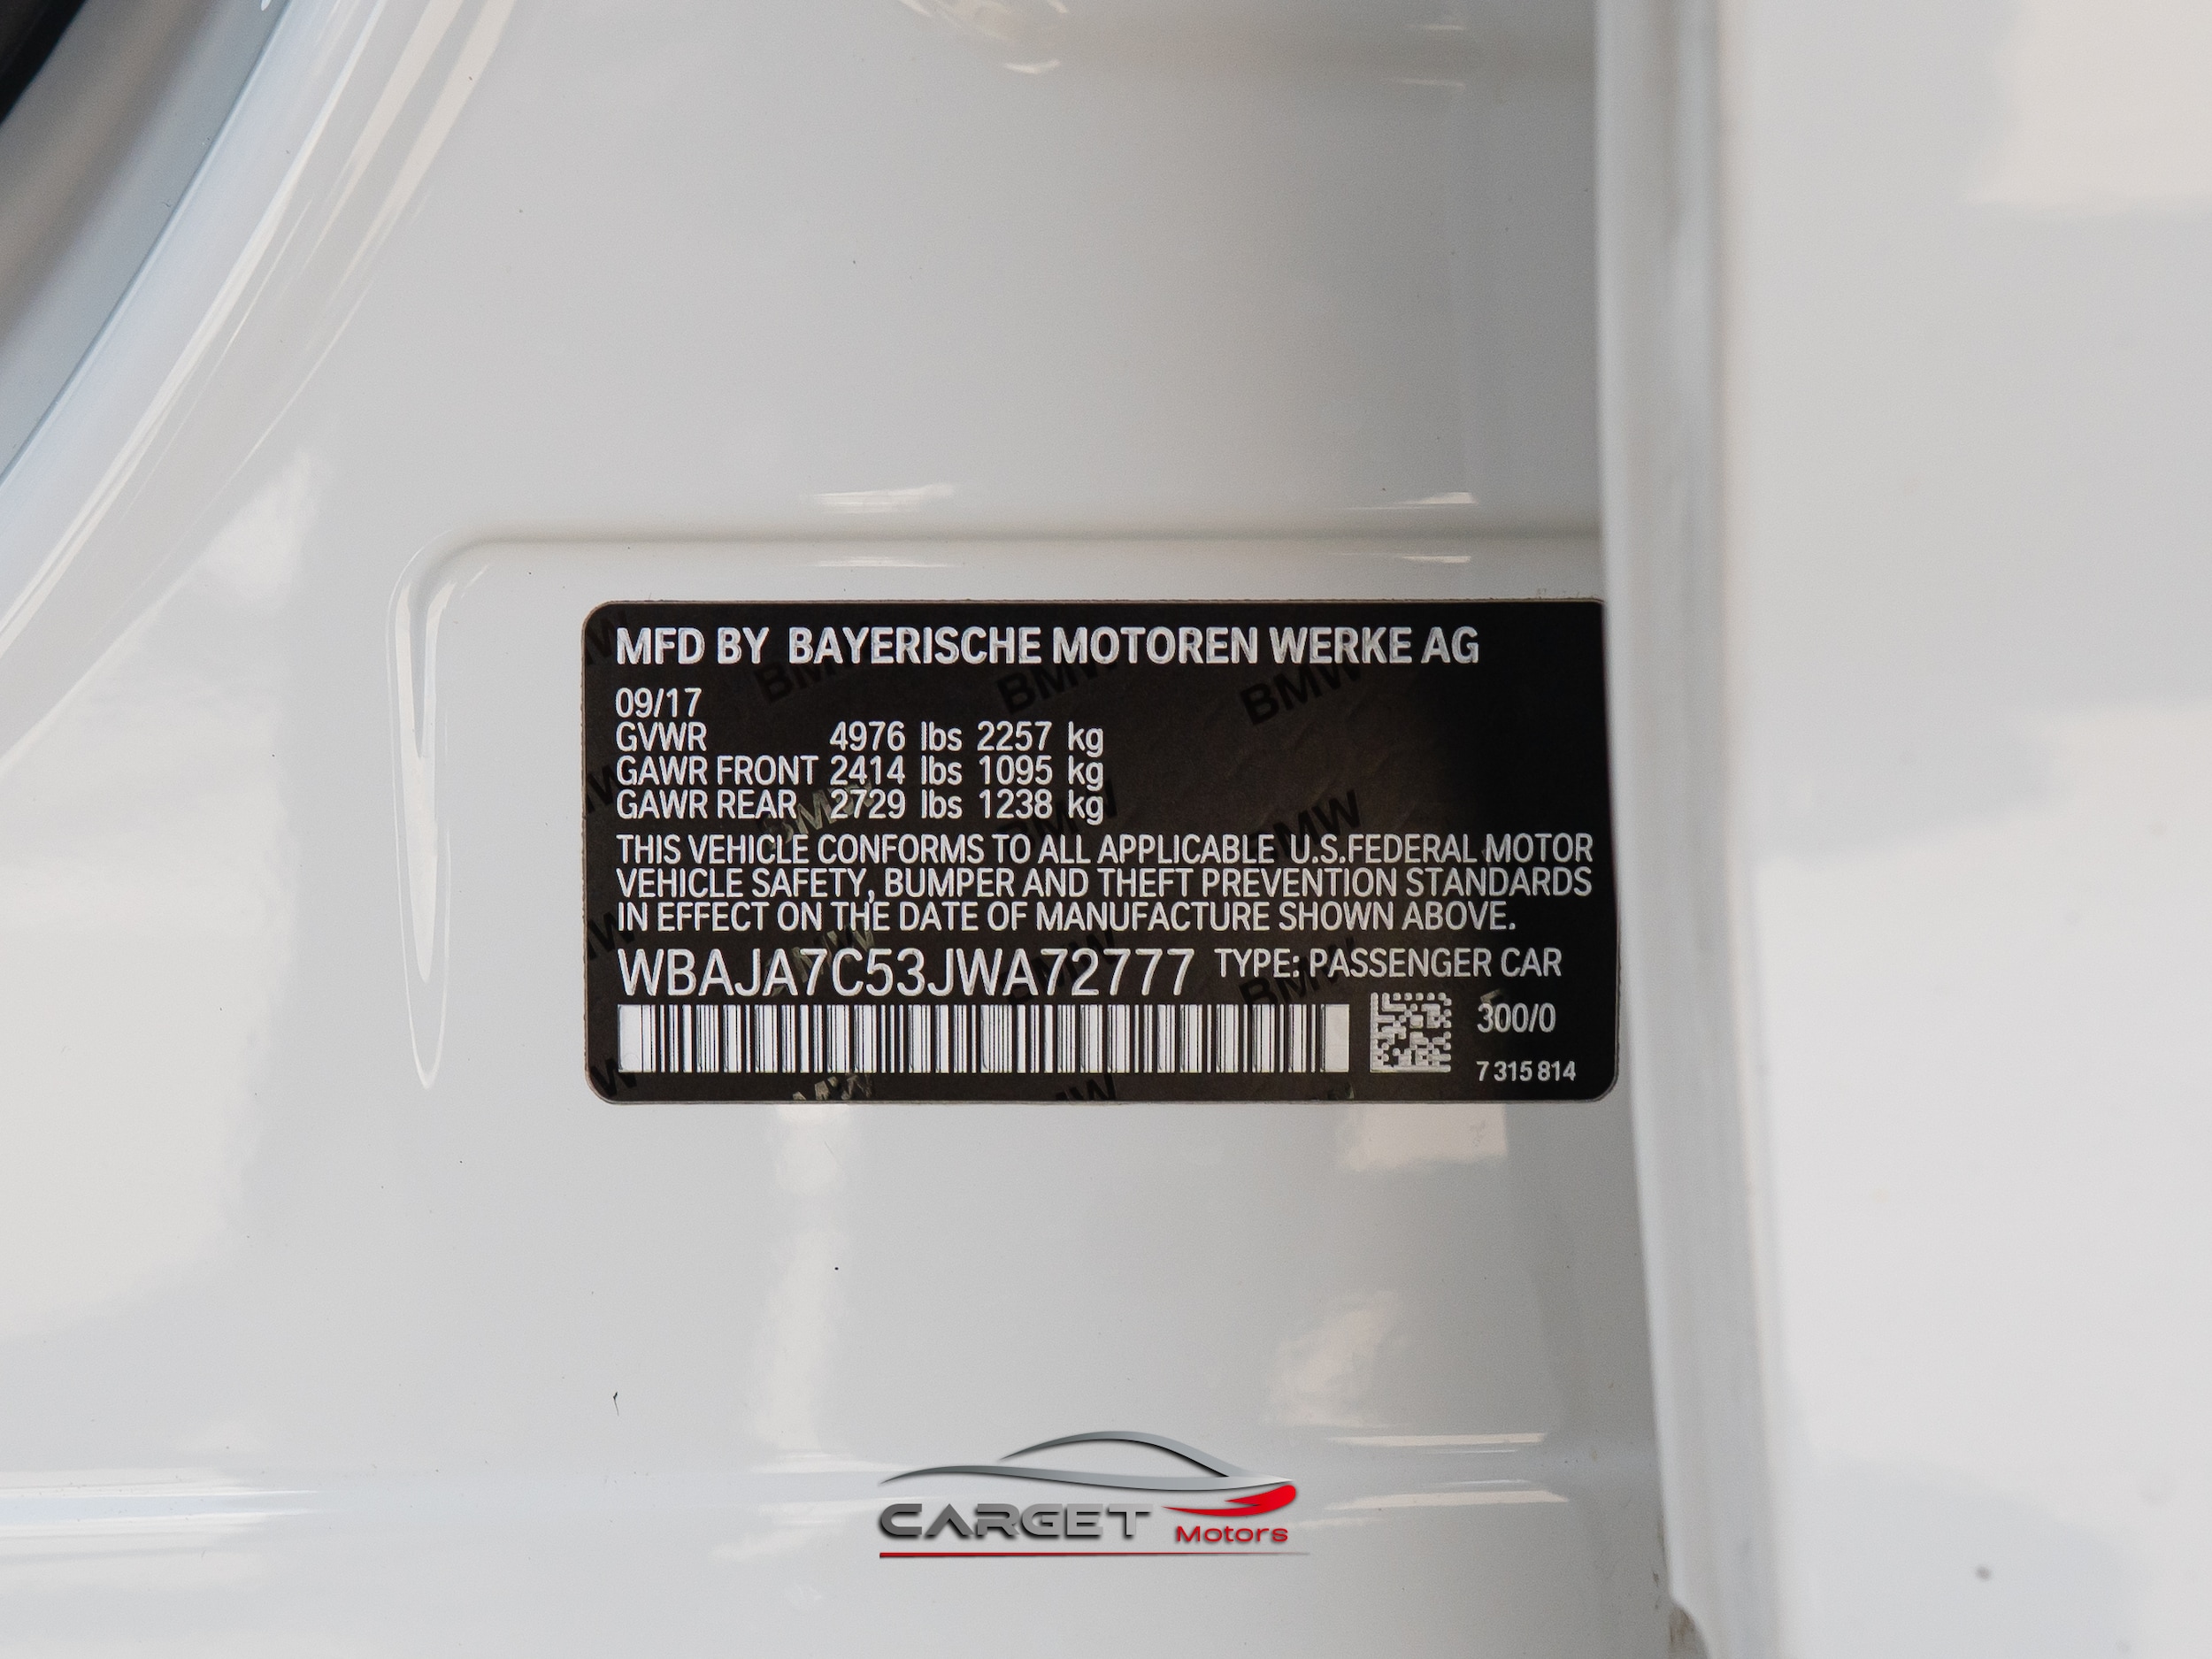 MFD BY BAYERISCHE MOTOREN WERKE AG
09/17
GVWR 4976 lbs 2257 kg
GAWR FRONT 2414 lbs 1095 kg
GAWR REAR 2729 lbs 1238 kg
THIS VEHICLE CONFORMS TO ALL APPLICABLE U.S.FEDERAL MOTOR
VEHICLE SAFETY, BUMPER AND THEFT PREVENTION STANDARDS
IN EFFECT ON THE DATE OF MANUFACTURE SHOWN ABOVE.
WBAJA7C53JWA72777 TYPE: PASSENGER CAR
300/0
7 315 814
CARGET Motors